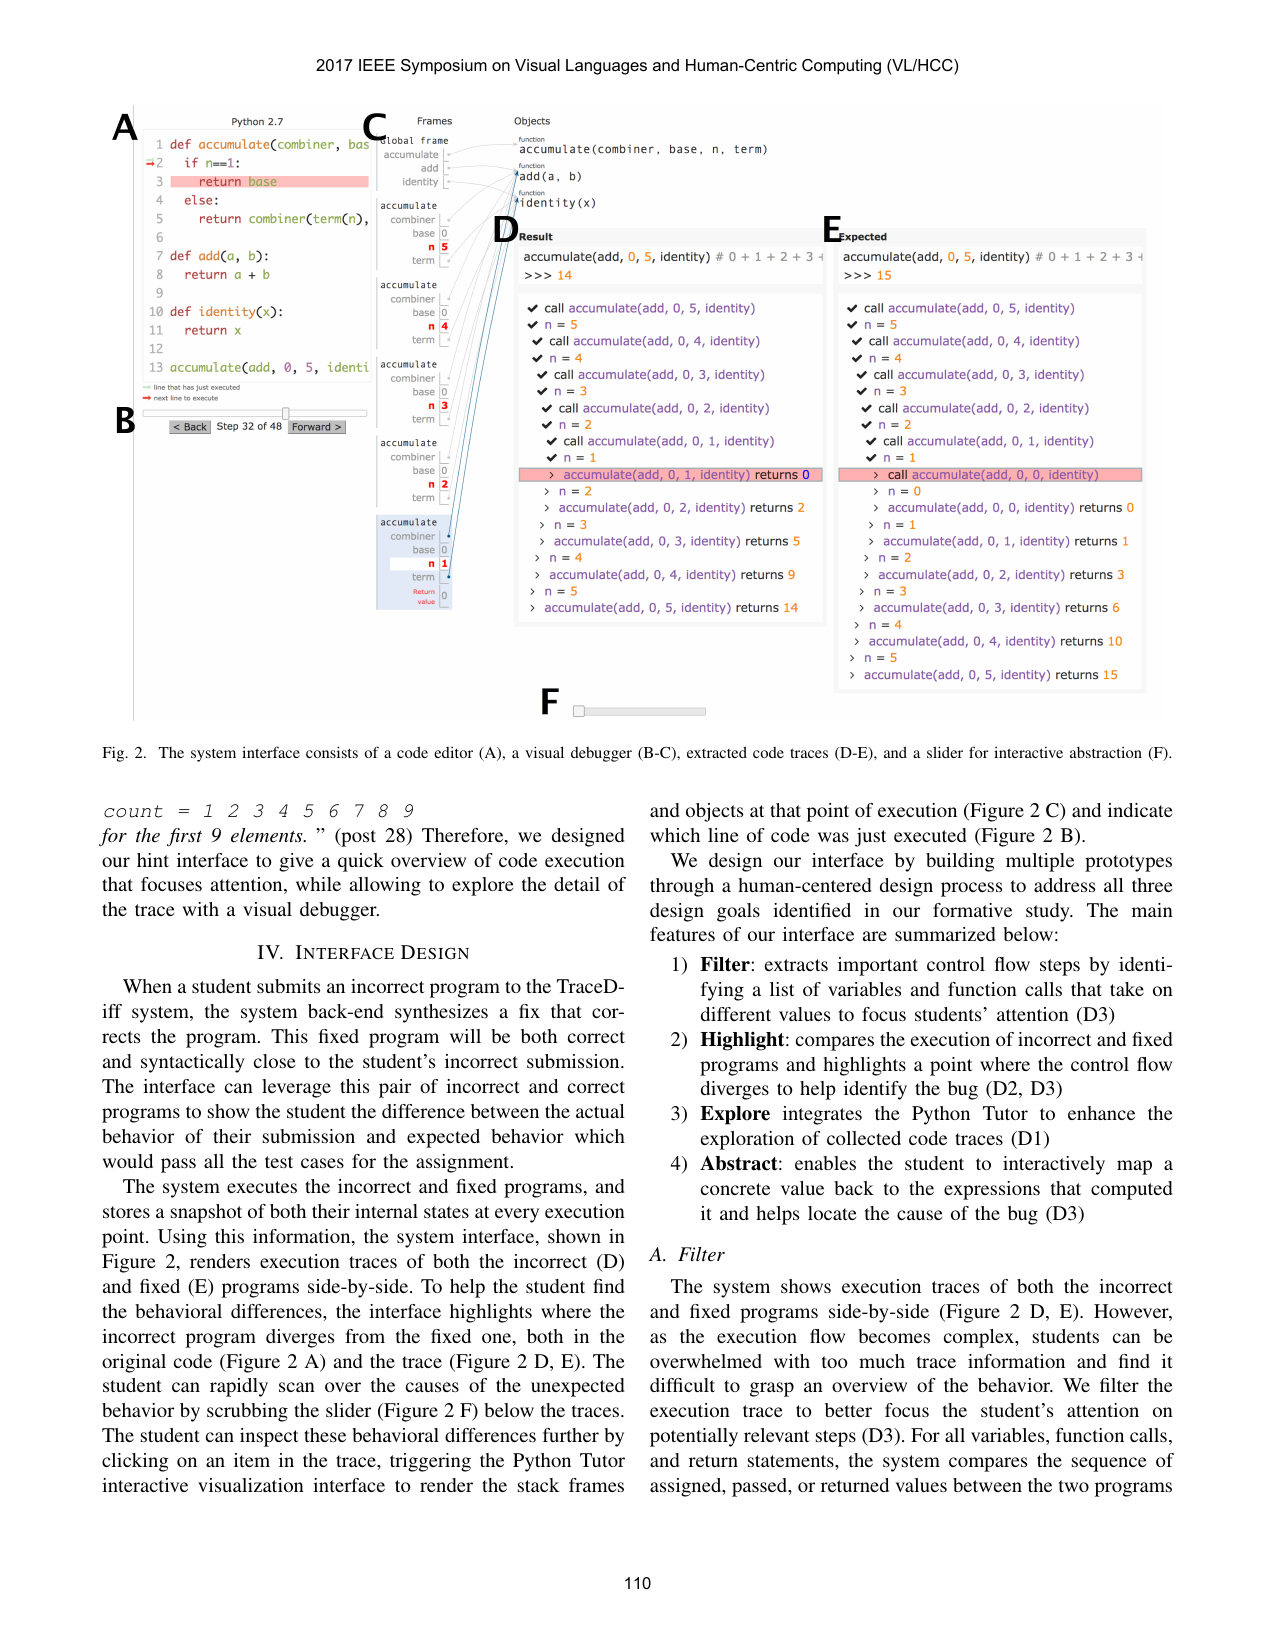 2017 IEEE Symposium on Visual Languages and Human-Centric Computing (VL/HCC)
A
Python 2.7
1 def accumulate(combiner, bas
2 if n==1:
3 return base
4 else:
5 return combiner(term(n),
6
7 def add(a, b):
8 return a + b
9
10 def identity(x):
11 return x
12
13 accumulate(add, 0, 5, identi
line that has just executed
next line to execute
B
< Back Step 32 of 48 Forward >
C
Frames Objects
Global frame
accumulate
add
identity
function
accumulate(combiner, base, n, term)
function
add(a, b)
function
identity(x)
accumulate
combiner
base 0
n 5
term
accumulate
combiner
base 0
n 4
term
accumulate
combiner
base 0
n 3
term
accumulate
combiner
base 0
n 2
term
accumulate
combiner
base 0
n 1
term
Return
value 0
D
Result
accumulate(add, 0, 5, identity) # 0 + 1 + 2 + 3 +
>>> 14
call accumulate(add, 0, 5, identity)
n = 5
call accumulate(add, 0, 4, identity)
n = 4
call accumulate(add, 0, 3, identity)
n = 3
call accumulate(add, 0, 2, identity)
n = 2
call accumulate(add, 0, 1, identity)
n = 1
> accumulate(add, 0, 1, identity) returns 0
> n = 2
> accumulate(add, 0, 2, identity) returns 2
> n = 3
> accumulate(add, 0, 3, identity) returns 5
> n = 4
> accumulate(add, 0, 4, identity) returns 9
> n = 5
> accumulate(add, 0, 5, identity) returns 14
E
Expected
accumulate(add, 0, 5, identity) # 0 + 1 + 2 + 3 +
>>> 15
call accumulate(add, 0, 5, identity)
n = 5
call accumulate(add, 0, 4, identity)
n = 4
call accumulate(add, 0, 3, identity)
n = 3
call accumulate(add, 0, 2, identity)
n = 2
call accumulate(add, 0, 1, identity)
n = 1
> call accumulate(add, 0, 0, identity)
> n = 0
> accumulate(add, 0, 0, identity) returns 0
> n = 1
> accumulate(add, 0, 1, identity) returns 1
> n = 2
> accumulate(add, 0, 2, identity) returns 3
> n = 3
> accumulate(add, 0, 3, identity) returns 6
> n = 4
> accumulate(add, 0, 4, identity) returns 10
> n = 5
> accumulate(add, 0, 5, identity) returns 15
F
Fig. 2. The system interface consists of a code editor (A), a visual debugger (B-C), extracted code traces (D-E), and a slider for interactive abstraction (F).
count = 1 2 3 4 5 6 7 8 9
for the first 9 elements. ” (post 28) Therefore, we designed
our hint interface to give a quick overview of code execution
that focuses attention, while allowing to explore the detail of
the trace with a visual debugger.
IV. INTERFACE DESIGN
When a student submits an incorrect program to the TraceD-
iff system, the system back-end synthesizes a fix that cor-
rects the program. This fixed program will be both correct
and syntactically close to the student’s incorrect submission.
The interface can leverage this pair of incorrect and correct
programs to show the student the difference between the actual
behavior of their submission and expected behavior which
would pass all the test cases for the assignment.
The system executes the incorrect and fixed programs, and
stores a snapshot of both their internal states at every execution
point. Using this information, the system interface, shown in
Figure 2, renders execution traces of both the incorrect (D)
and fixed (E) programs side-by-side. To help the student find
the behavioral differences, the interface highlights where the
incorrect program diverges from the fixed one, both in the
original code (Figure 2 A) and the trace (Figure 2 D, E). The
student can rapidly scan over the causes of the unexpected
behavior by scrubbing the slider (Figure 2 F) below the traces.
The student can inspect these behavioral differences further by
clicking on an item in the trace, triggering the Python Tutor
interactive visualization interface to render the stack frames
and objects at that point of execution (Figure 2 C) and indicate
which line of code was just executed (Figure 2 B).
We design our interface by building multiple prototypes
through a human-centered design process to address all three
design goals identified in our formative study. The main
features of our interface are summarized below:
1) Filter: extracts important control flow steps by identi-
fying a list of variables and function calls that take on
different values to focus students’ attention (D3)
2) Highlight: compares the execution of incorrect and fixed
programs and highlights a point where the control flow
diverges to help identify the bug (D2, D3)
3) Explore integrates the Python Tutor to enhance the
exploration of collected code traces (D1)
4) Abstract: enables the student to interactively map a
concrete value back to the expressions that computed
it and helps locate the cause of the bug (D3)
A. Filter
The system shows execution traces of both the incorrect
and fixed programs side-by-side (Figure 2 D, E). However,
as the execution flow becomes complex, students can be
overwhelmed with too much trace information and find it
difficult to grasp an overview of the behavior. We filter the
execution trace to better focus the student’s attention on
potentially relevant steps (D3). For all variables, function calls,
and return statements, the system compares the sequence of
assigned, passed, or returned values between the two programs
110